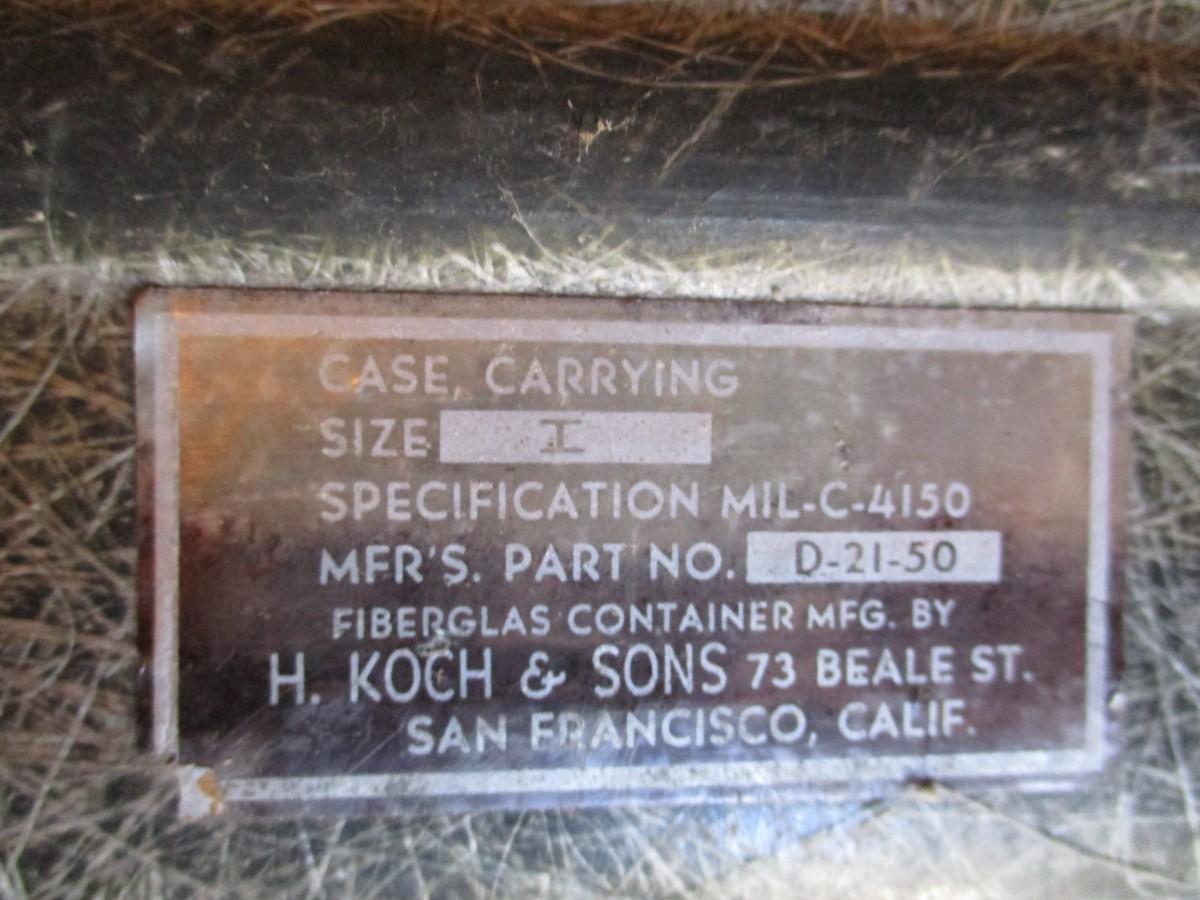 CASE, CARRYING
SIZE I
SPECIFICATION MIL-C-4150
MFR'S. PART NO. D-21-50
FIBERGLAS CONTAINER MFG. BY
H. KOCH & SONS 73 BEALE ST.
SAN FRANCISCO, CALIF.